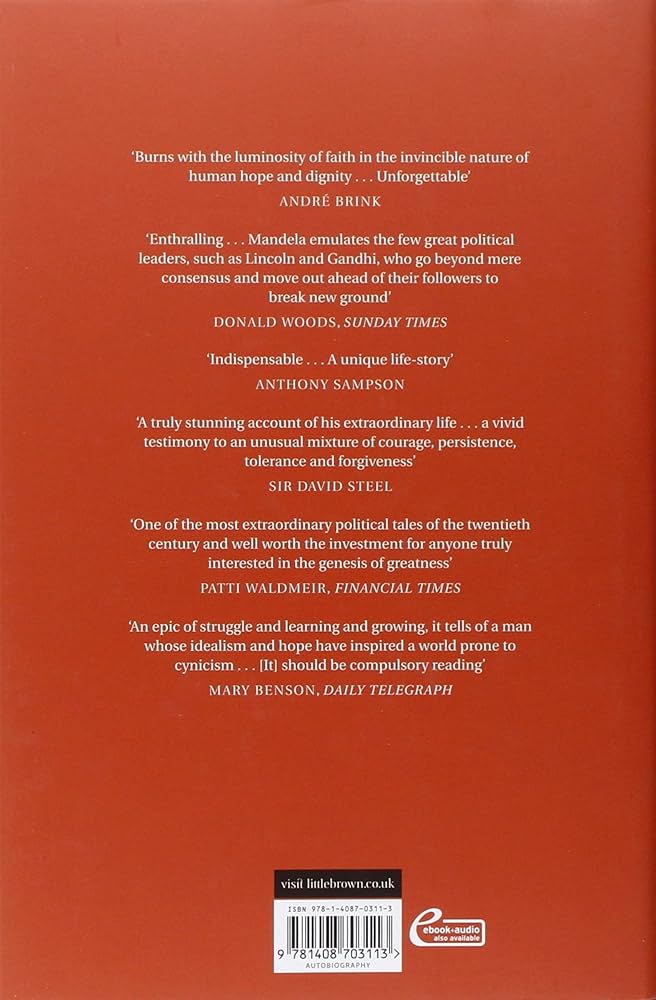 ‘Burns with the luminosity of faith in the invincible nature of
human hope and dignity . . . Unforgettable’
ANDRÉ BRINK
‘Enthralling . . . Mandela emulates the few great political
leaders, such as Lincoln and Gandhi, who go beyond mere
consensus and move out ahead of their followers to
break new ground’
DONALD WOODS, SUNDAY TIMES
‘Indispensable . . . A unique life-story’
ANTHONY SAMPSON
‘A truly stunning account of his extraordinary life . . . a vivid
testimony to an unusual mixture of courage, persistence,
tolerance and forgiveness’
SIR DAVID STEEL
‘One of the most extraordinary political tales of the twentieth
century and well worth the investment for anyone truly
interested in the genesis of greatness’
PATTI WALDMEIR, FINANCIAL TIMES
‘An epic of struggle and learning and growing, it tells of a man
whose idealism and hope have inspired a world prone to
cynicism . . . [It] should be compulsory reading’
MARY BENSON, DAILY TELEGRAPH
visit littlebrown.co.uk
ISBN 978-1-4087-0311-3
9 781408 703113 >
AUTOBIOGRAPHY
ebook+audio
also available